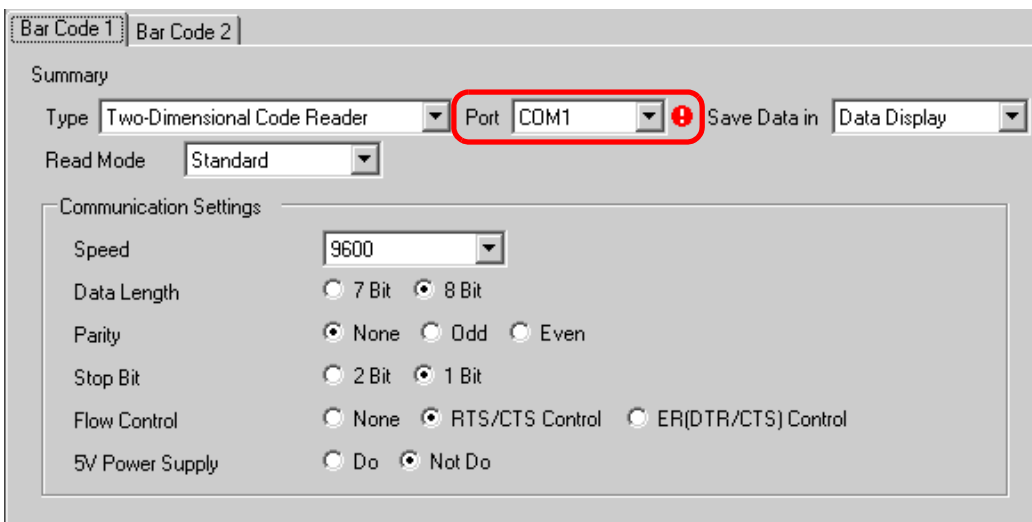 Bar Code 1 Bar Code 2
Summary
Type Two-Dimensional Code Reader Port COM1 Save Data in Data Display
Read Mode Standard
Communication Settings
Speed 9600
Data Length 7 Bit 8 Bit
Parity None Odd Even
Stop Bit 2 Bit 1 Bit
Flow Control None RTS/CTS Control ER(DTR/CTS) Control
5V Power Supply Do Not Do